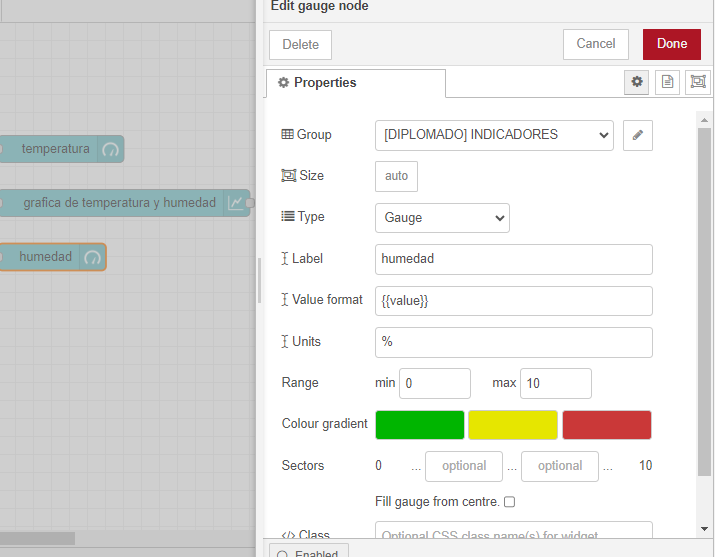 Edit gauge node
Delete
Cancel
Done
Properties
temperatura
grafica de temperatura y humedad
humedad
Group
[DIPLOMADO] INDICADORES
Size
auto
Type
Gauge
Label
humedad
Value format
{{value}}
Units
%
Range
min 0
max 10
Colour gradient
Sectors
0 ... optional ... optional ... 10
Fill gauge from centre.
</> Class
Optional CSS class name(s) for widget
Enabled